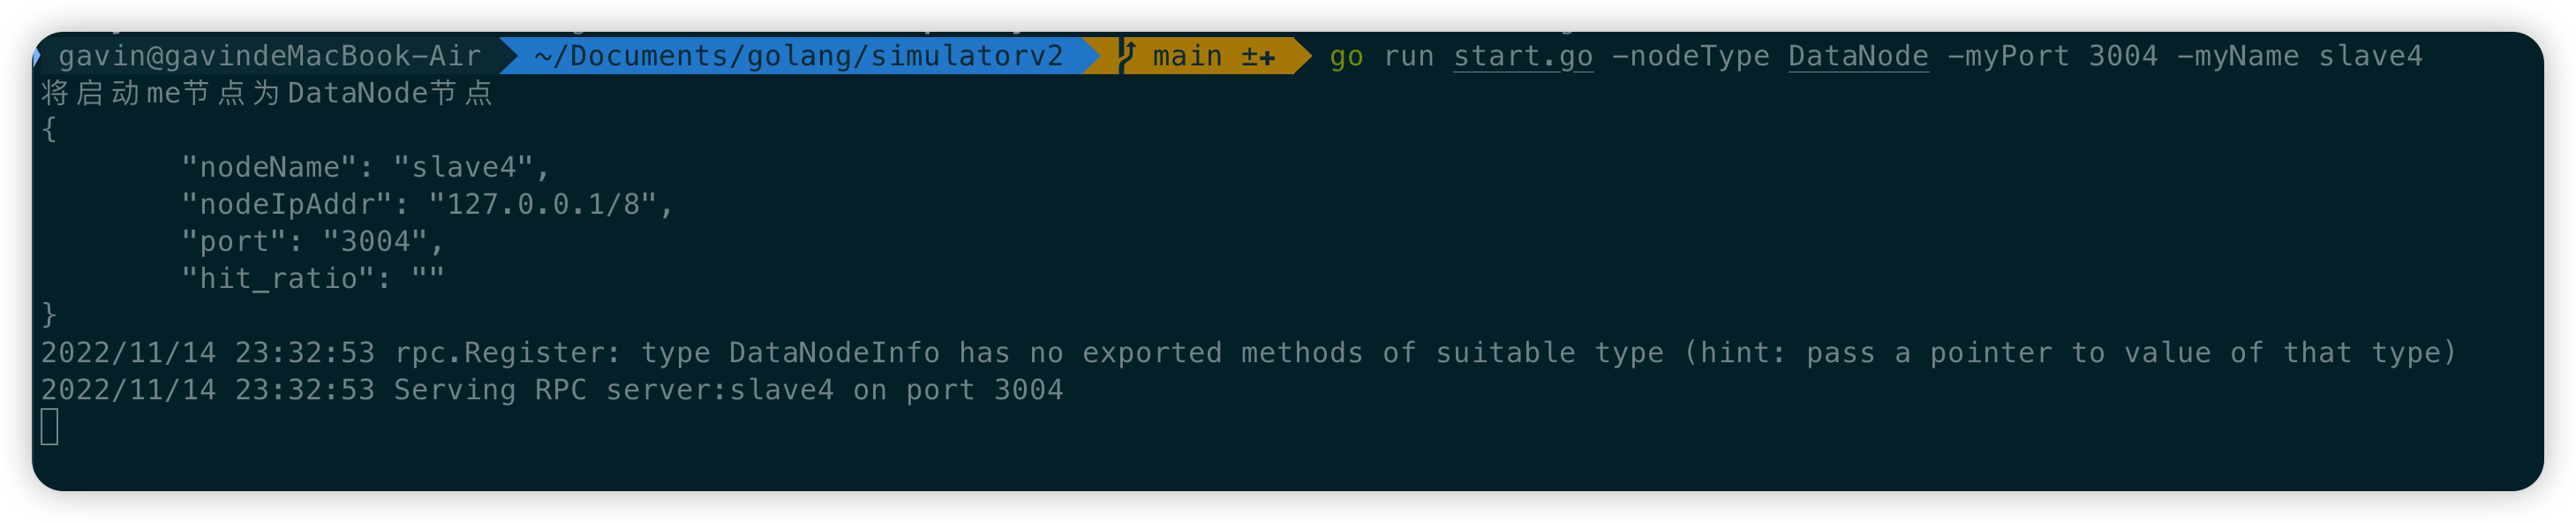 gavin@gavindeMacBook-Air ~/Documents/golang/simulatorv2 main ±✚ go run start.go -nodeType DataNode -myPort 3004 -myName slave4
将启动me节点为DataNode节点
{
"nodeName": "slave4",
"nodeIpAddr": "127.0.0.1/8",
"port": "3004",
"hit_ratio": ""
}
2022/11/14 23:32:53 rpc.Register: type DataNodeInfo has no exported methods of suitable type (hint: pass a pointer to value of that type)
2022/11/14 23:32:53 Serving RPC server:slave4 on port 3004